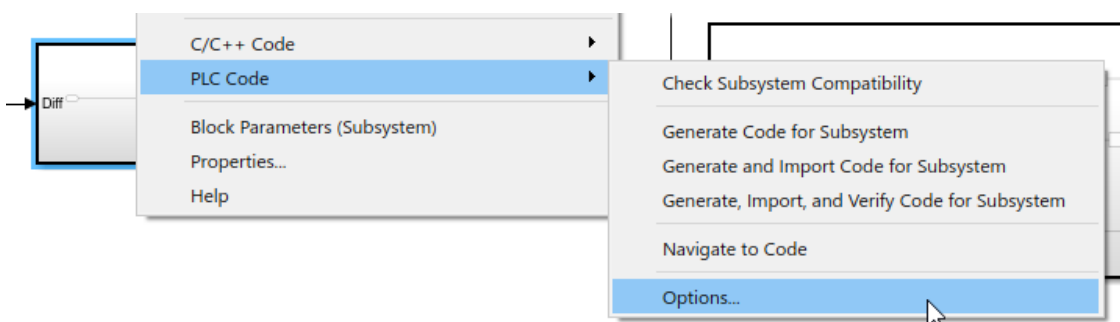 C/C++ Code
PLC Code
Diff
Block Parameters (Subsystem)
Properties...
Help
Check Subsystem Compatibility
Generate Code for Subsystem
Generate and Import Code for Subsystem
Generate, Import, and Verify Code for Subsystem
Navigate to Code
Options...